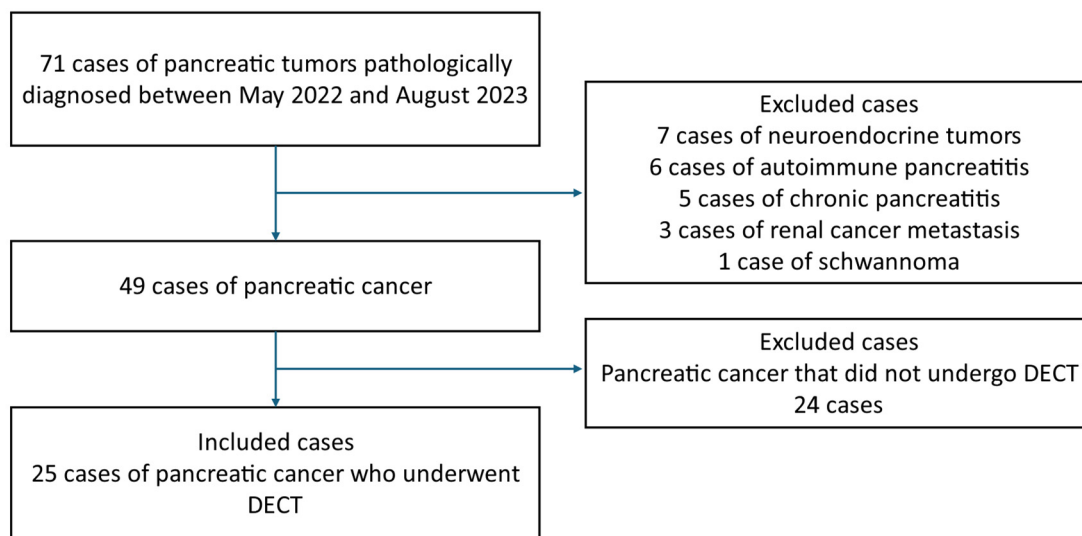 71 cases of pancreatic tumors pathologically
diagnosed between May 2022 and August 2023
Excluded cases
7 cases of neuroendocrine tumors
6 cases of autoimmune pancreatitis
5 cases of chronic pancreatitis
3 cases of renal cancer metastasis
1 case of schwannoma
49 cases of pancreatic cancer
Excluded cases
Pancreatic cancer that did not undergo DECT
24 cases
Included cases
25 cases of pancreatic cancer who underwent
DECT